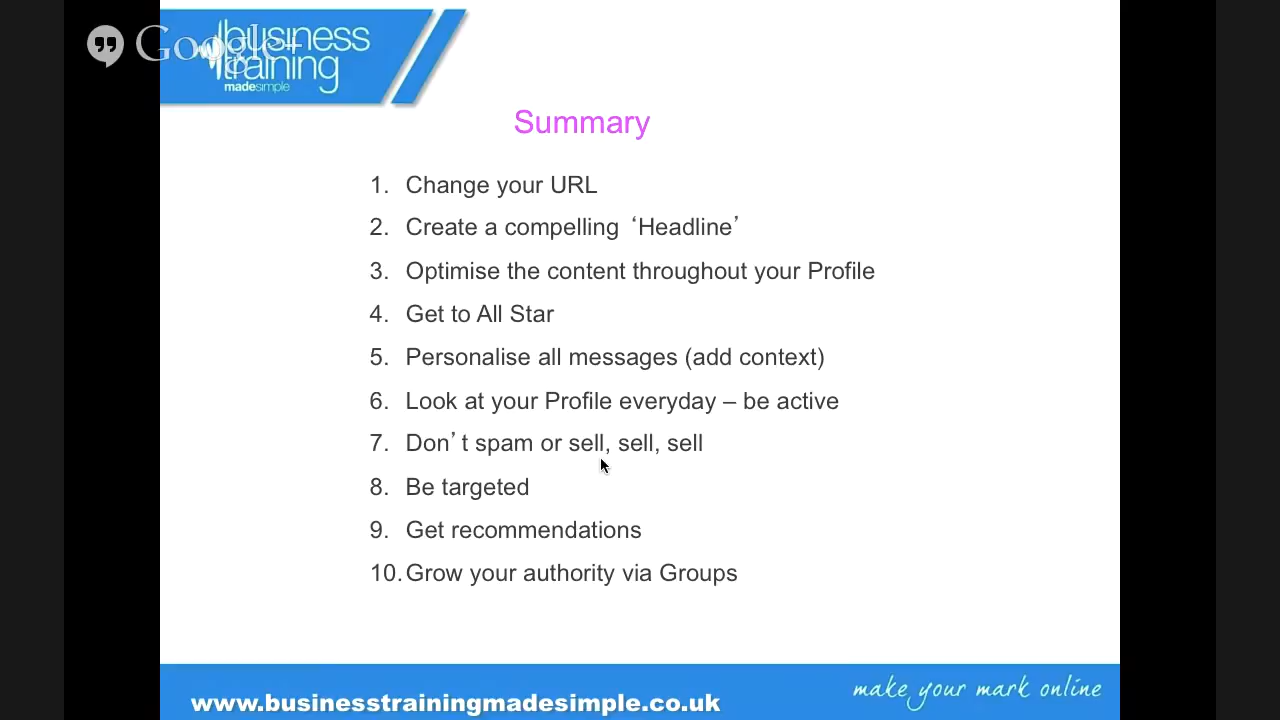 Google+
business
training
madesimple
Summary
1. Change your URL
2. Create a compelling ‘Headline’
3. Optimise the content throughout your Profile
4. Get to All Star
5. Personalise all messages (add context)
6. Look at your Profile everyday – be active
7. Don’t spam or sell, sell, sell
8. Be targeted
9. Get recommendations
10. Grow your authority via Groups
www.businesstrainingmadesimple.co.uk
make your mark online